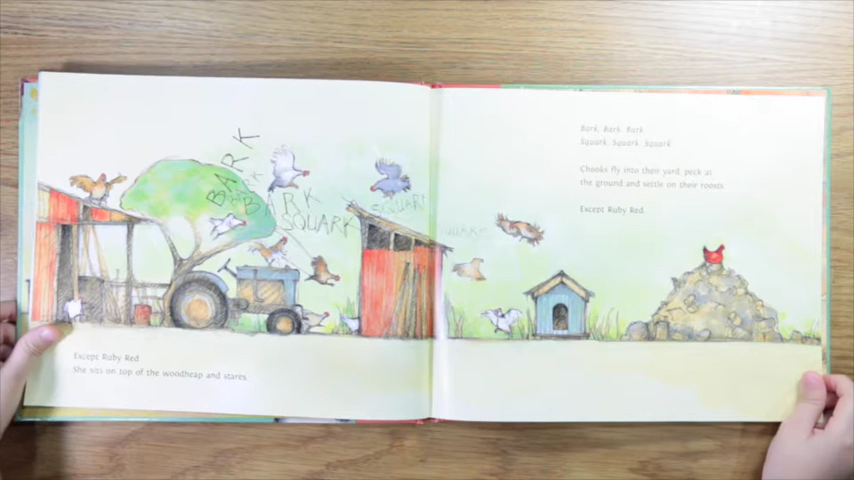 BARK
BARK
BARK
SQUARK
SQUARK
SQUARK
Except Ruby Red.
She sits on top of the woodheap and stares.
Bark. Bark. Bark.
Squark. Squark. Squark.
Chooks fly into their yard, peck at
the ground and settle on their roosts.
Except Ruby Red.